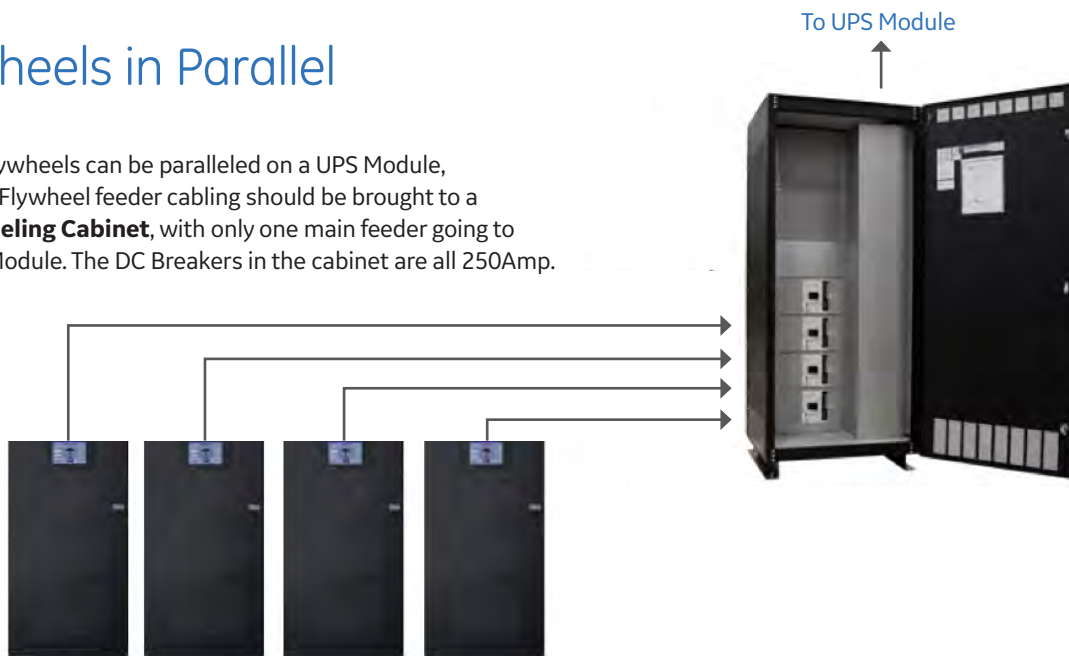 To UPS Module
heels in Parallel
ywheels can be paralleled on a UPS Module,
Flywheel feeder cabling should be brought to a
eling Cabinet, with only one main feeder going to
Module. The DC Breakers in the cabinet are all 250Amp.